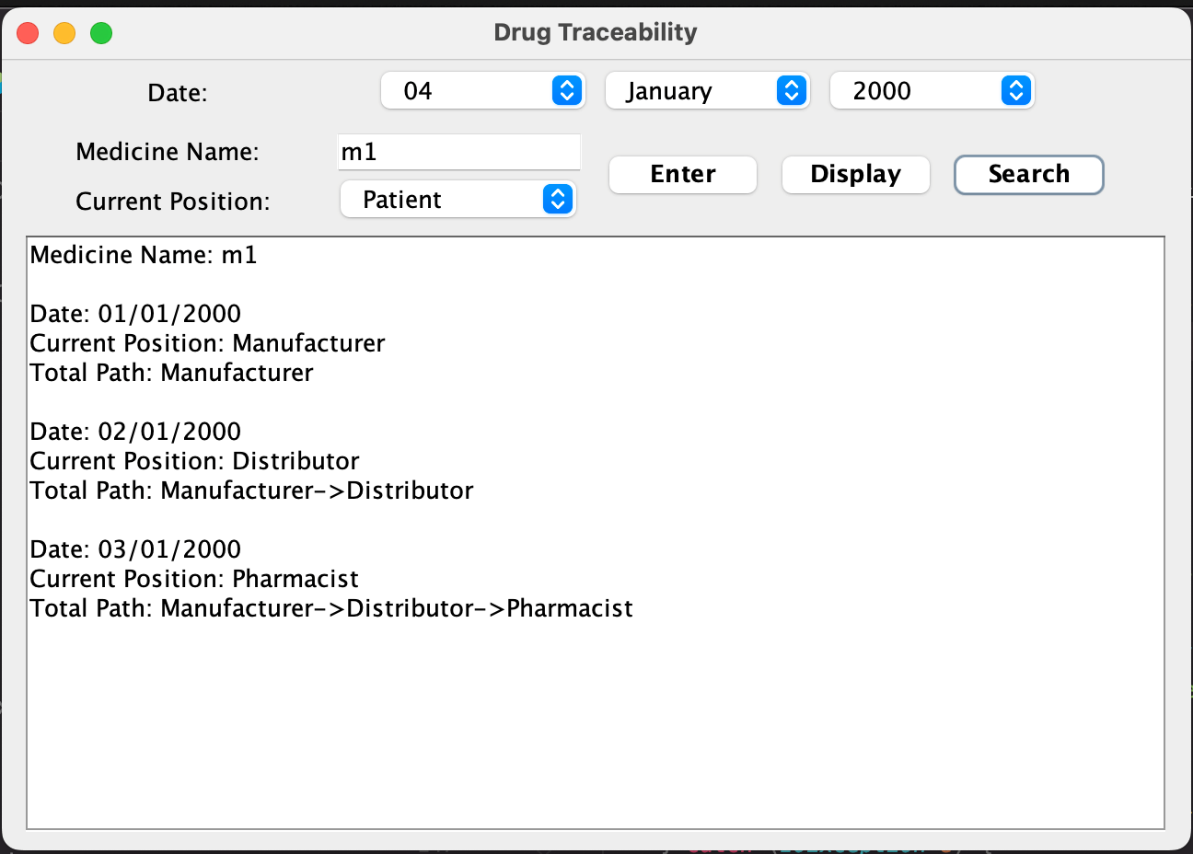 Drug Traceability
Date: 04 January 2000
Medicine Name: m1
Current Position: Patient
Enter Display Search
Medicine Name: m1
Date: 01/01/2000
Current Position: Manufacturer
Total Path: Manufacturer
Date: 02/01/2000
Current Position: Distributor
Total Path: Manufacturer->Distributor
Date: 03/01/2000
Current Position: Pharmacist
Total Path: Manufacturer->Distributor->Pharmacist